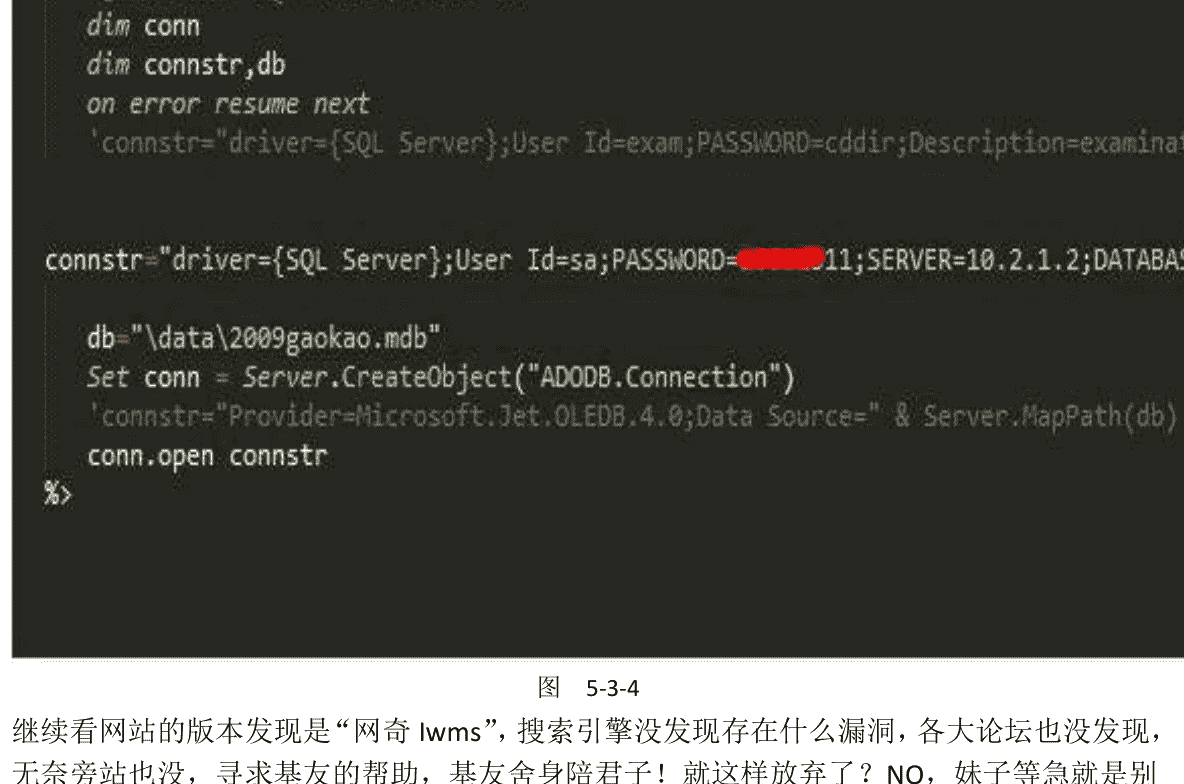 dim conn
dim connstr,db
on error resume next
'connstr="driver={SQL Server};User Id=exam;PASSWORD=cddir;Description=examinat
connstr="driver={SQL Server};User Id=sa;PASSWORD= 11;SERVER=10.2.1.2;DATABAS
db="\data\2009gaokao.mdb"
Set conn = Server.CreateObject("ADODB.Connection")
'connstr="Provider=Microsoft.Jet.OLEDB.4.0;Data Source=" & Server.MapPath(db)
conn.open connstr
%>
图 5-3-4
继续看网站的版本发现是“网奇 Iwms”，搜索引擎没发现存在什么漏洞，各大论坛也没发现，
无奈旁站也没，寻求基友的帮助，基友舍身陪君子！就这样放弃了？NO，妹子等急就是别